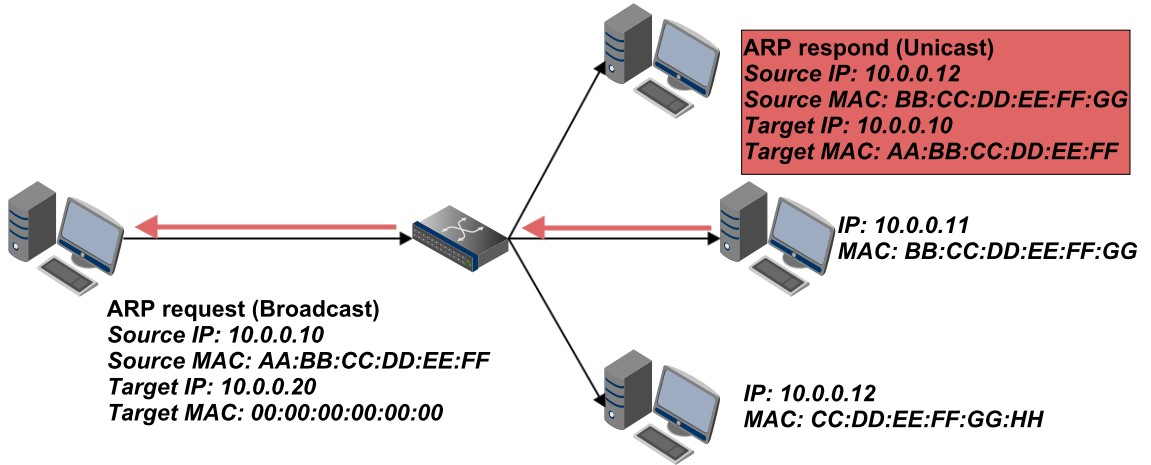 ARP respond (Unicast)
Source IP: 10.0.0.12
Source MAC: BB:CC:DD:EE:FF:GG
Target IP: 10.0.0.10
Target MAC: AA:BB:CC:DD:EE:FF
IP: 10.0.0.11
MAC: BB:CC:DD:EE:FF:GG
ARP request (Broadcast)
Source IP: 10.0.0.10
Source MAC: AA:BB:CC:DD:EE:FF
Target IP: 10.0.0.20
Target MAC: 00:00:00:00:00:00
IP: 10.0.0.12
MAC: CC:DD:EE:FF:GG:HH